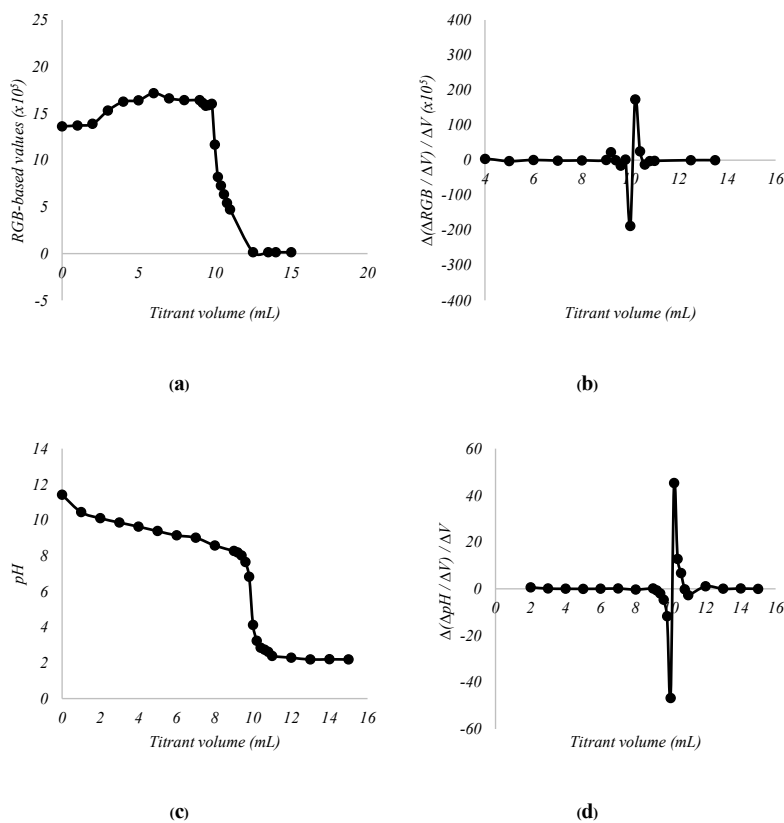 25
20
15
10
5
0
-5
0 5 10 15 20
RGB-based values (x10⁵)
Titrant volume (mL)
(a)
400
300
200
100
0
-100
-200
-300
-400
4 6 8 10 12 14 16
Δ(ΔRGB / ΔV) / ΔV (x10⁵)
Titrant volume (mL)
(b)
14
12
10
8
6
4
2
0
0 2 4 6 8 10 12 14 16
pH
Titrant volume (mL)
(c)
60
40
20
0
-20
-40
-60
0 2 4 6 8 10 12 14 16
Δ(ΔpH / ΔV) / ΔV
Titrant volume (mL)
(d)